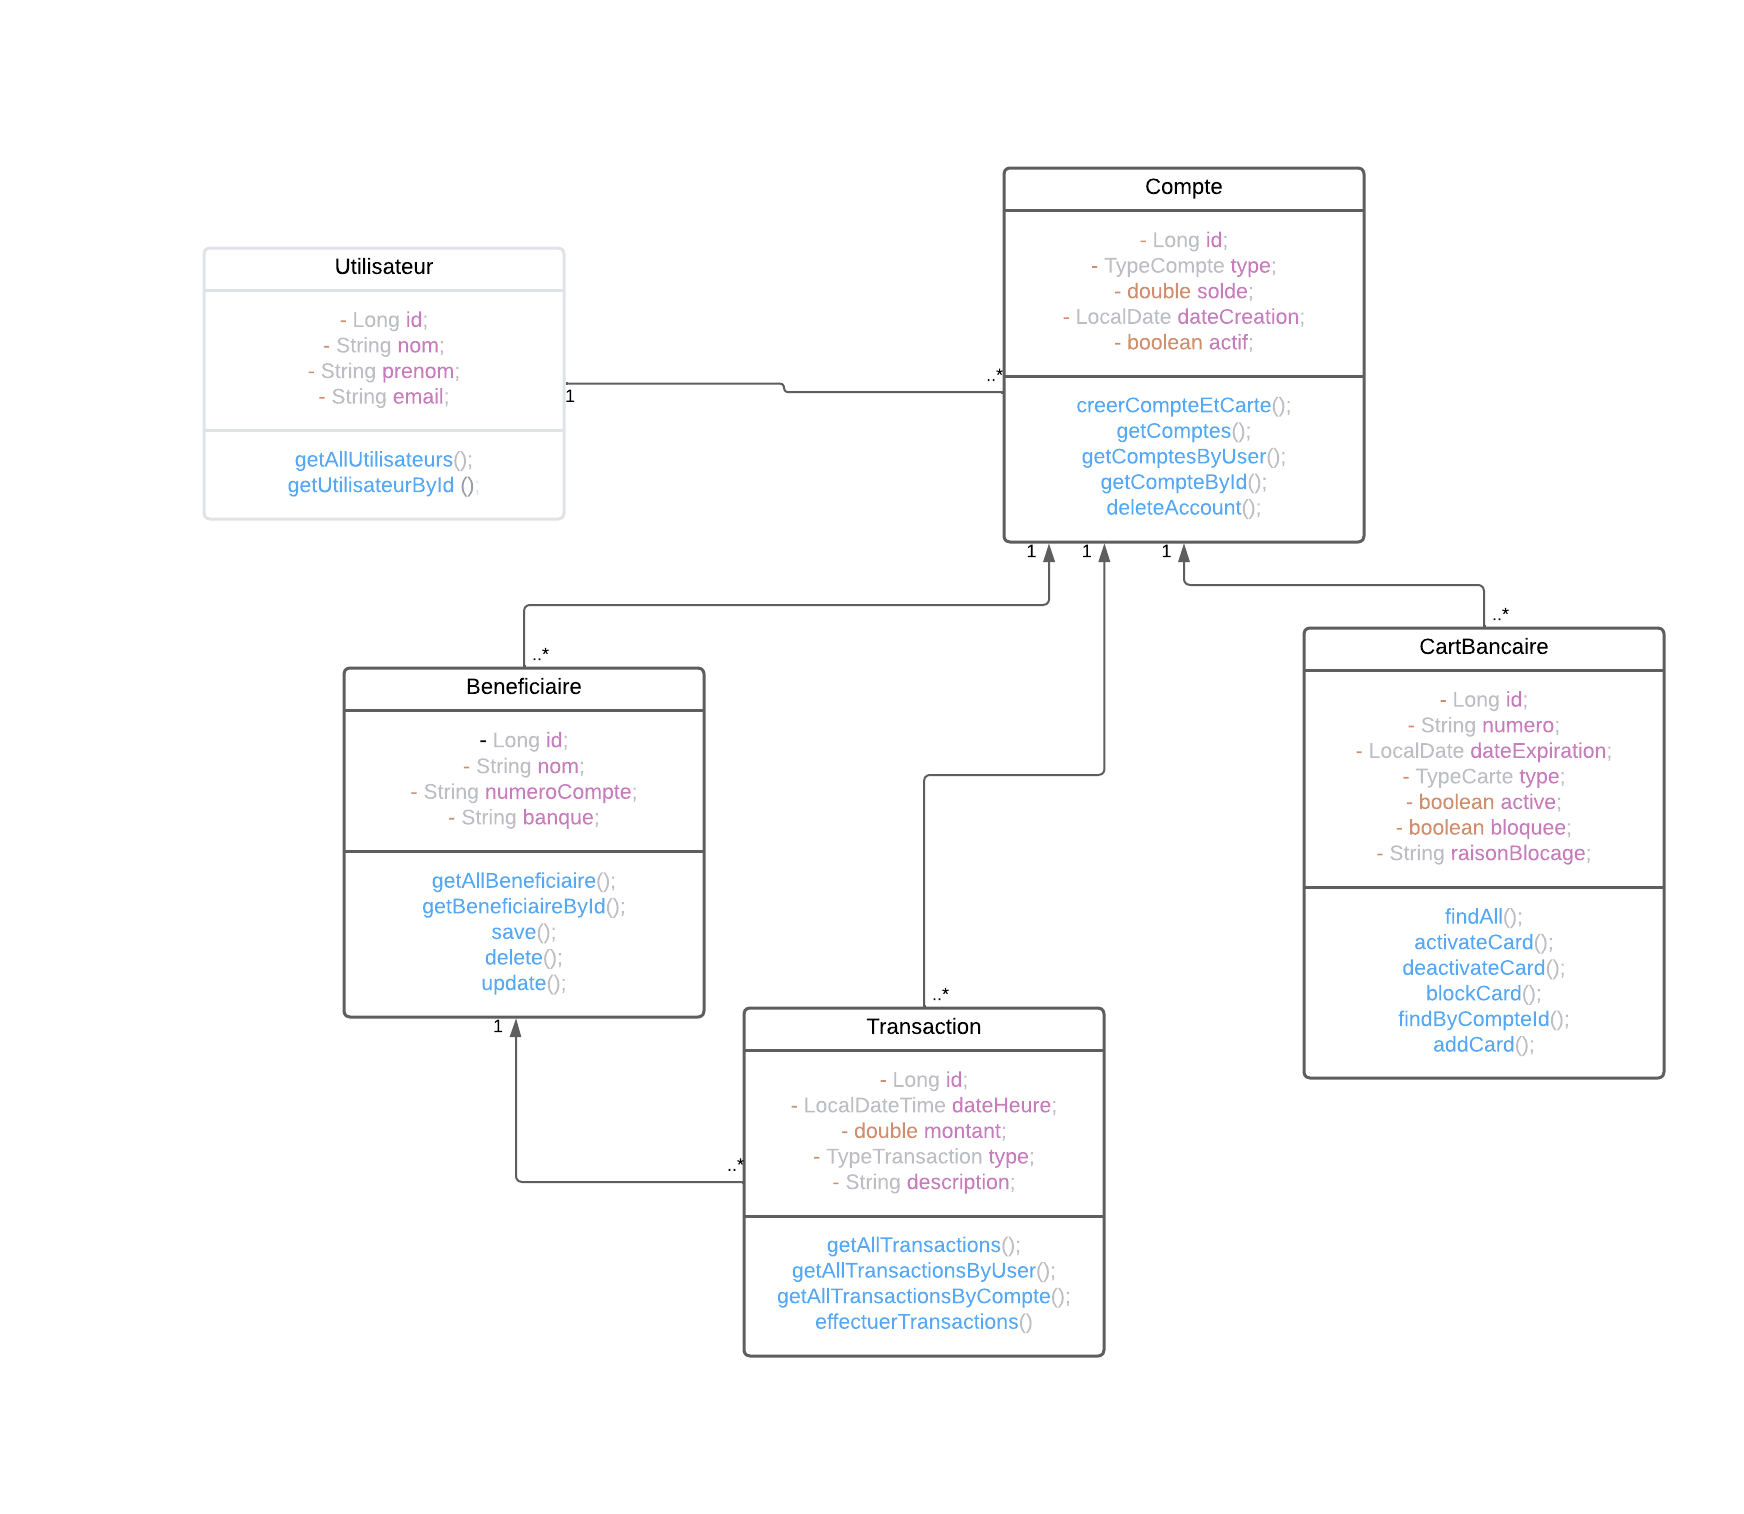 Compte
- Long id;
- TypeCompte type;
- double solde;
- LocalDate dateCreation;
- boolean actif;
creerCompteEtCarte();
getComptes();
getComptesByUser();
getCompteById();
deleteAccount();
Utilisateur
- Long id;
- String nom;
- String prenom;
- String email;
getAllUtilisateurs();
getUtilisateurById ();
1
..*
1
1
1
..*
..*
Beneficiaire
- Long id;
- String nom;
- String numeroCompte;
- String banque;
getAllBeneficiaire();
getBeneficiaireById();
save();
delete();
update();
CartBancaire
- Long id;
- String numero;
- LocalDate dateExpiration;
- TypeCarte type;
- boolean active;
- boolean bloquee;
- String raisonBlocage;
findAll();
activateCard();
deactivateCard();
blockCard();
findByCompteId();
addCard();
1
..*
..*
Transaction
- Long id;
- LocalDateTime dateHeure;
- double montant;
- TypeTransaction type;
- String description;
getAllTransactions();
getAllTransactionsByUser();
getAllTransactionsByCompte();
effectuerTransactions()